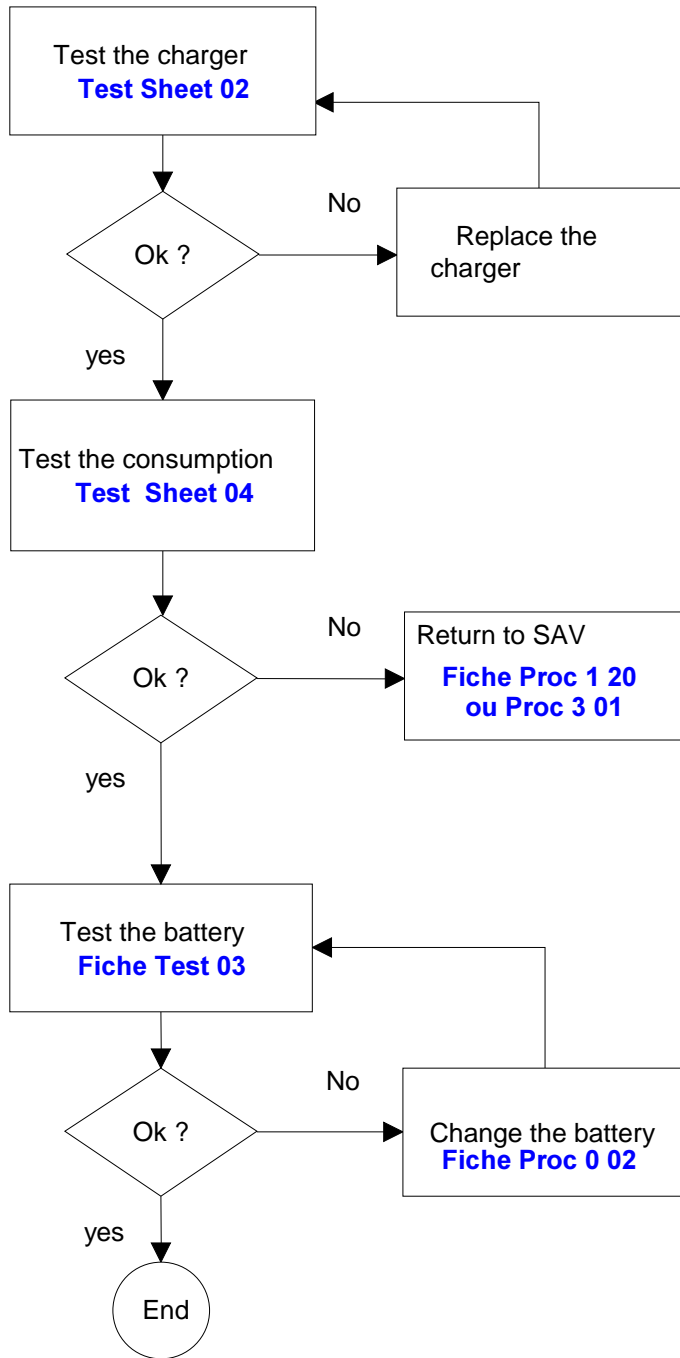 Test the charger
Test Sheet 02
No
Ok ?
Replace the
charger
yes
Test the consumption
Test Sheet 04
No
Return to SAV
Ok ?
Fiche Proc 1 20
ou Proc 3 01
yes
Test the battery
Fiche Test 03
No
Ok ?
Change the battery
Fiche Proc 0 02
yes
End